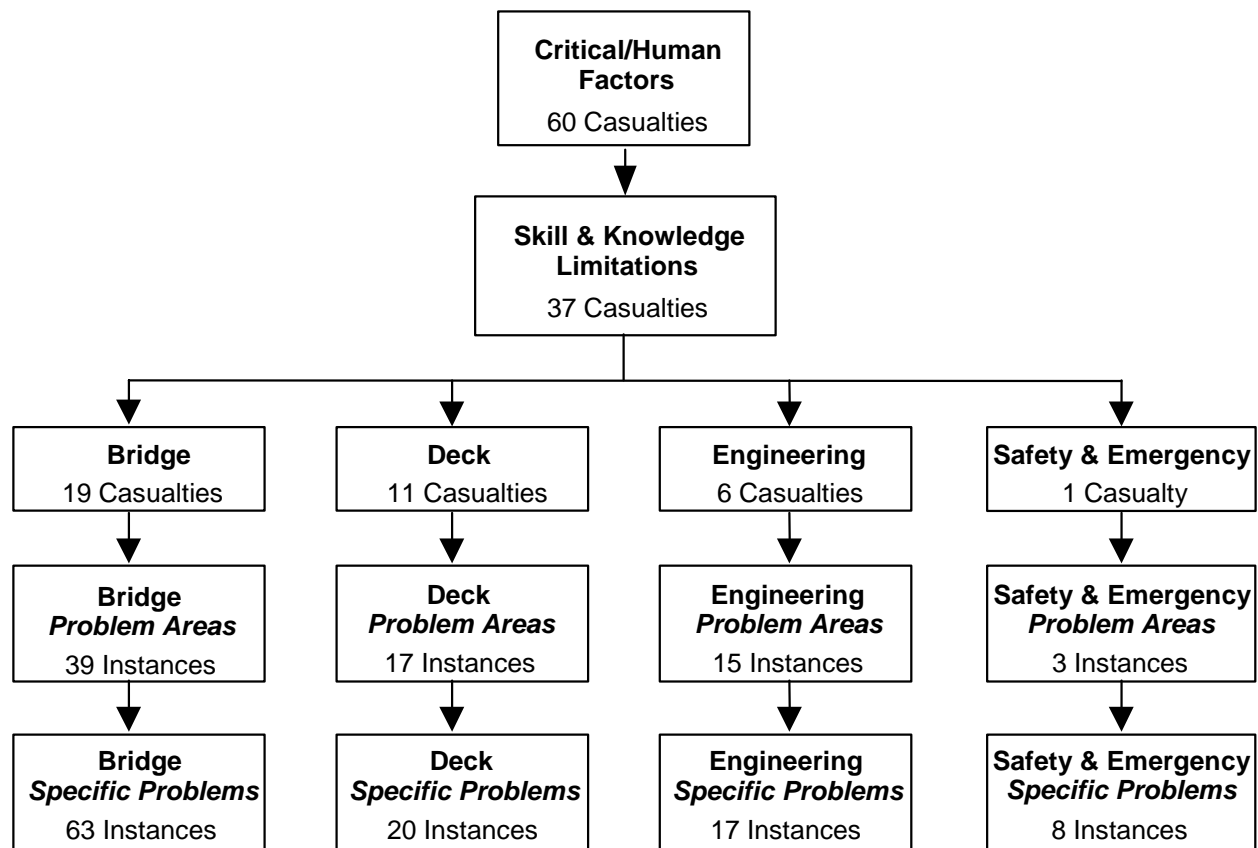 Critical/Human
Factors
60 Casualties
Skill & Knowledge
Limitations
37 Casualties
Bridge
19 Casualties
Deck
11 Casualties
Engineering
6 Casualties
Safety & Emergency
1 Casualty
Bridge
Problem Areas
39 Instances
Deck
Problem Areas
17 Instances
Engineering
Problem Areas
15 Instances
Safety & Emergency
Problem Areas
3 Instances
Bridge
Specific Problems
63 Instances
Deck
Specific Problems
20 Instances
Engineering
Specific Problems
17 Instances
Safety & Emergency
Specific Problems
8 Instances